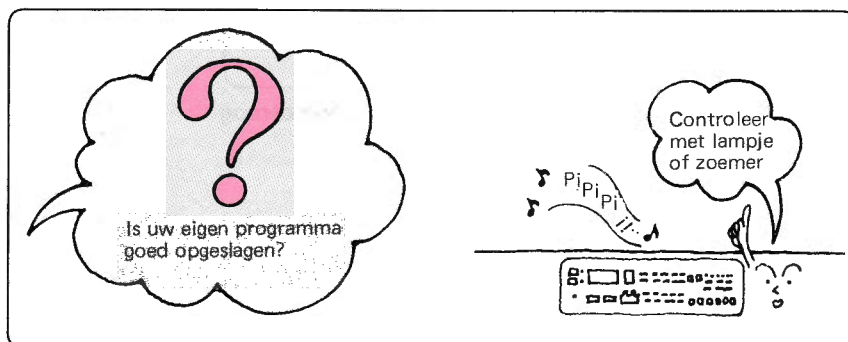 ?
Is uw eigen programma
goed opgeslagen?
Controleer
met lampje
of zoemer
Pi Pi Pi